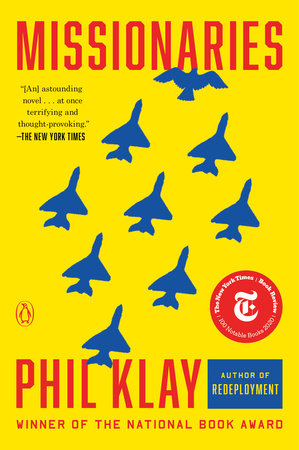 MISSIONARIES
“[An] astounding
novel . . . at once
terrifying and
thought-provoking.”
—THE NEW YORK TIMES
The New York Times | Book Review
T
100 Notable Books 2020
PHIL KLAY
AUTHOR OF
REDEPLOYMENT
WINNER OF THE NATIONAL BOOK AWARD